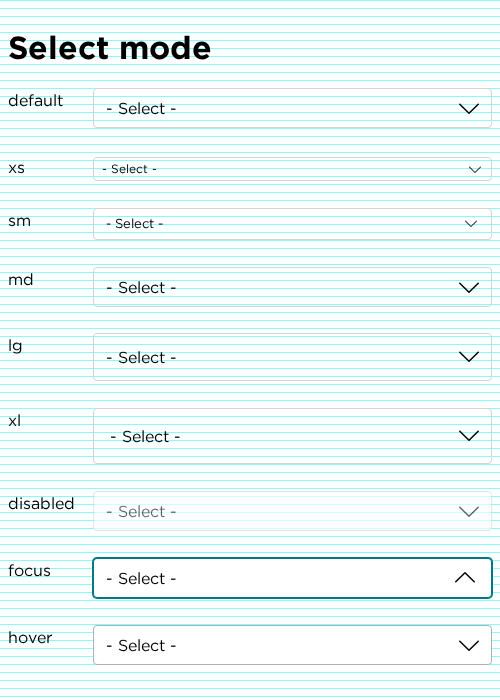 Select mode
default
- Select -
xs
- Select -
sm
- Select -
md
- Select -
lg
- Select -
xl
- Select -
disabled
- Select -
focus
- Select -
hover
- Select -